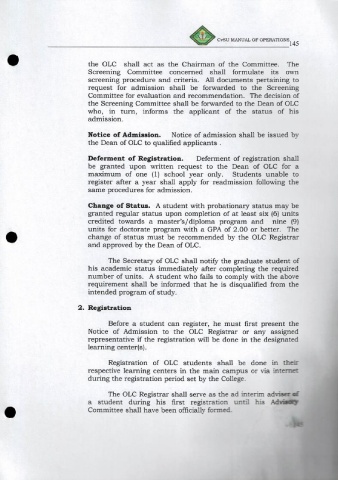 CvSU MANUAL OF OPERATIONS
145
the OLC shall act as the Chairman of the Committee. The
Screening Committee concerned shall formulate its own
screening procedure and criteria. All documents pertaining to
request for admission shall be forwarded to the Screening
Committee for evaluation and recommendation. The decision of
the Screening Committee shall be forwarded to the Dean of OLC
who, in turn, informs the applicant of the status of his
admission.
Notice of Admission. Notice of admission shall be issued by
the Dean of OLC to qualified applicants .
Deferment of Registration. Deferment of registration shall
be granted upon written request to the Dean of OLC for a
maximum of one (1) school year only. Students unable to
register after a year shall apply for readmission following the
same procedures for admission.
Change of Status. A student with probationary status may be
granted regular status upon completion of at least six (6) units
credited towards a master's/diploma program and nine (9)
units for doctorate program with a GPA of 2.00 or better. The
change of status must be recommended by the OLC Registrar
and approved by the Dean of OLC.
The Secretary of OLC shall notify the graduate student of
his academic status immediately after completing the required
number of units. A student who fails to comply with the above
requirement shall be informed that he is disqualified from the
intended program of study.
2. Registration
Before a student can register, he must first present the
Notice of Admission to the OLC Registrar or any assigned
representative if the registration will be done in the designated
learning center(s).
Registration of OLC students shall be done in their
respective learning centers in the main campus or via internet
during the registration period set by the College.
The OLC Registrar shall serve as the ad interim adviser of
a student during his first registration until his Advisory
Committee shall have been officially formed.